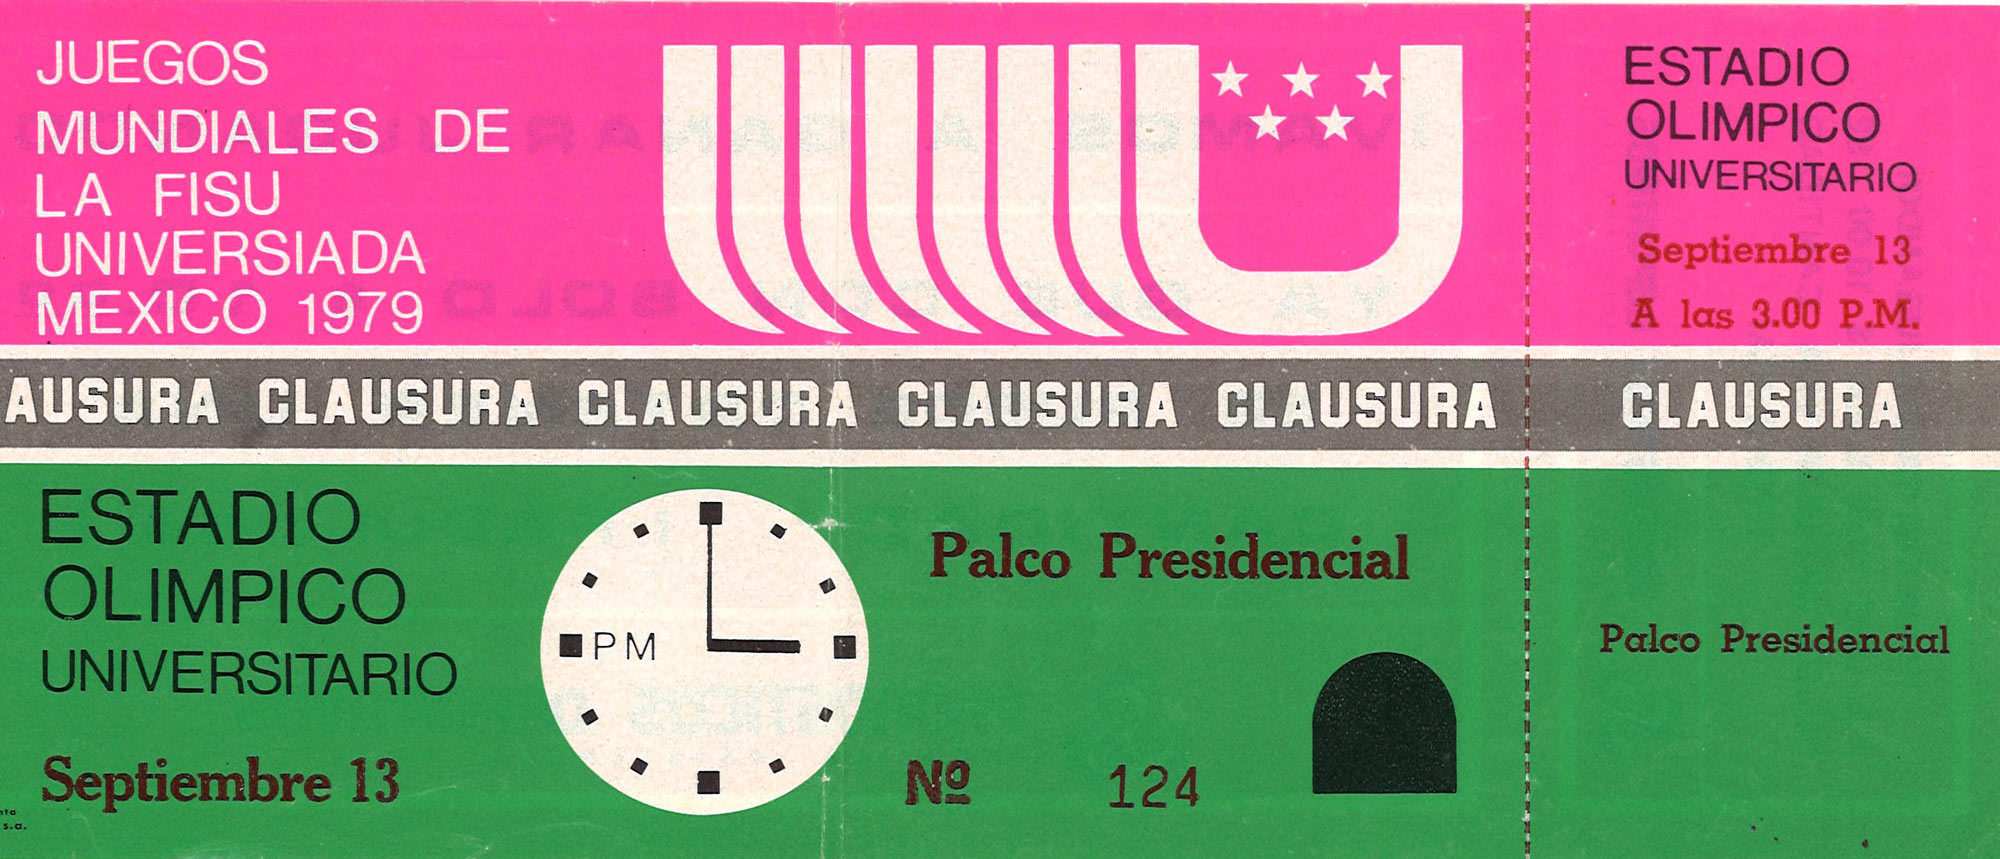 JUEGOS
MUNDIALES DE
LA FISU
UNIVERSIADA
MEXICO 1979
ESTADIO
OLIMPICO
UNIVERSITARIO
Septiembre 13
A las 3.00 P.M.
AUSURA CLAUSURA CLAUSURA CLAUSURA CLAUSURA CLAUSURA
ESTADIO
OLIMPICO
UNIVERSITARIO
Septiembre 13
PM
Palco Presidencial
Nº 124
Palco Presidencial
s.a.